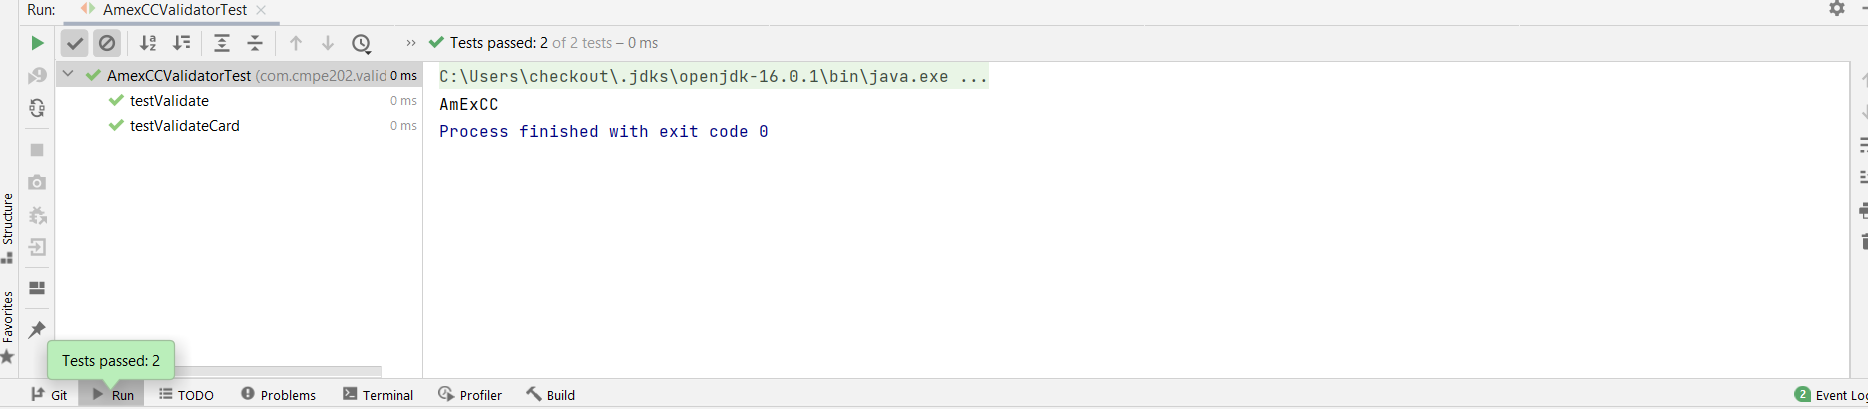 Run: AmexCCValidatorTest
Tests passed: 2 of 2 tests – 0 ms
AmexCCValidatorTest (com.cmpe202.valid 0 ms
testValidate 0 ms
testValidateCard 0 ms
C:\Users\checkout\.jdks\openjdk-16.0.1\bin\java.exe ...
AmExCC
Process finished with exit code 0
Structure
Favorites
Tests passed: 2
Git Run TODO Problems Terminal Profiler Build 2 Event Log